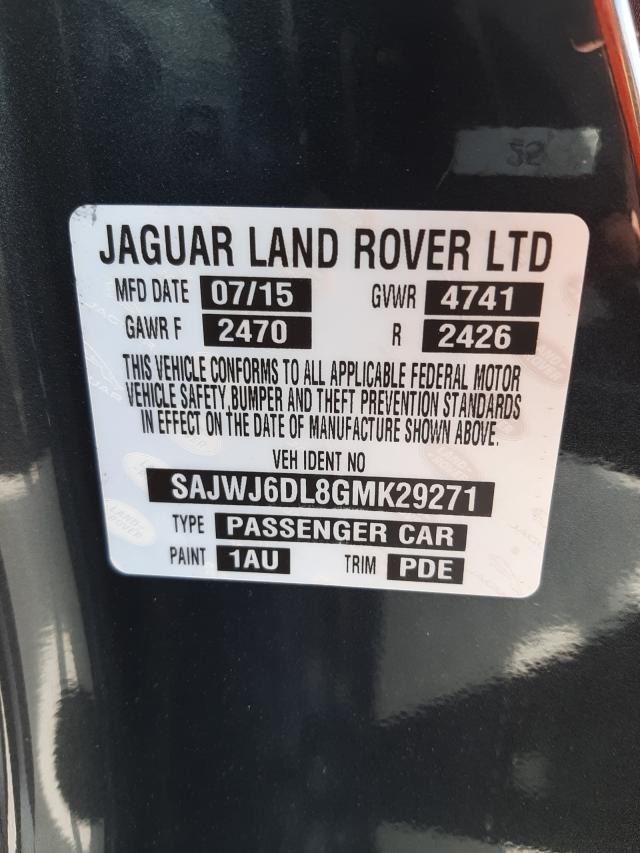 52
JAGUAR LAND ROVER LTD
MFD DATE 07/15 GVWR 4741
GAWR F 2470 R 2426
THIS VEHICLE CONFORMS TO ALL APPLICABLE FEDERAL MOTOR
VEHICLE SAFETY,BUMPER AND THEFT PREVENTION STANDARDS
IN EFFECT ON THE DATE OF MANUFACTURE SHOWN ABOVE.
VEH IDENT NO
SAJWJ6DL8GMK29271
TYPE PASSENGER CAR
PAINT 1AU TRIM PDE